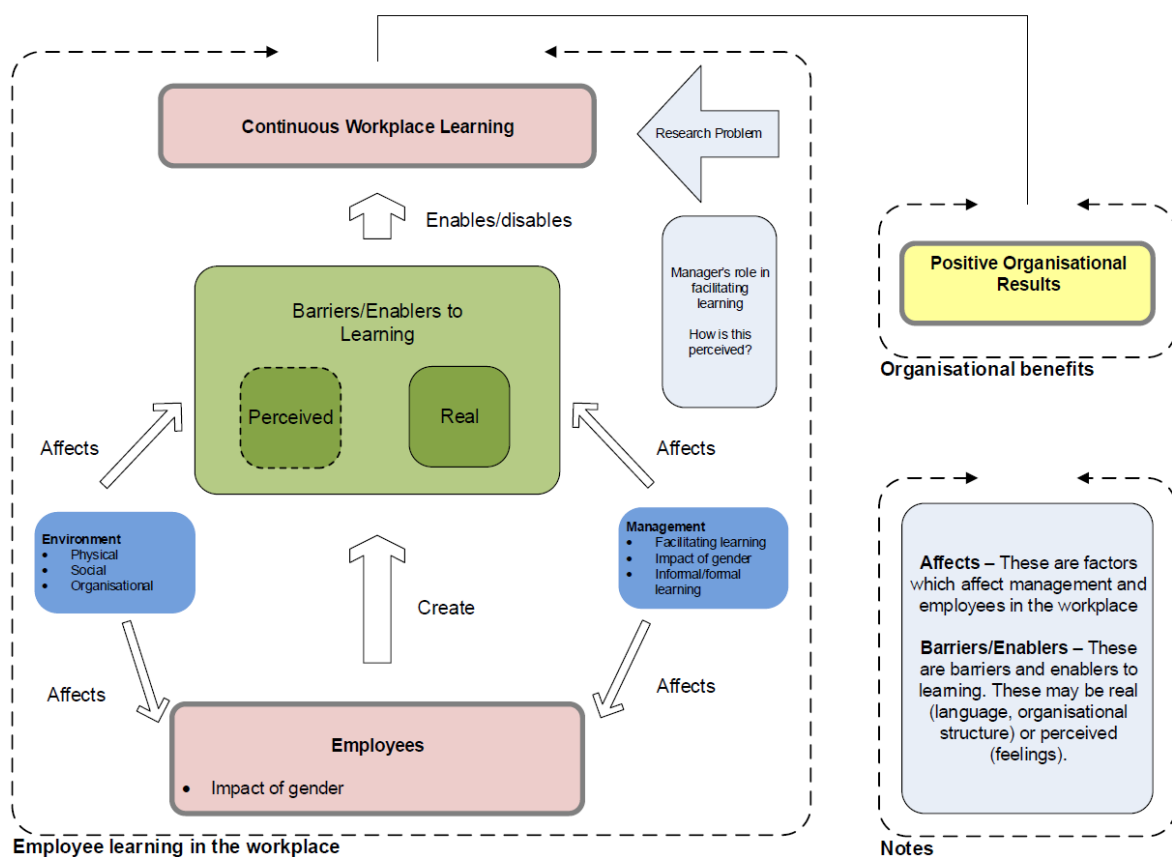 Continuous Workplace Learning
Research Problem
Enables/disables
Manager's role in
facilitating
learning
How is this
perceived?
Barriers/Enablers to
Learning
Perceived
Real
Affects
Affects
Environment
• Physical
• Social
• Organisational
Management
• Facilitating learning
• Impact of gender
• Informal/formal
learning
Create
Affects
Affects
Employees
• Impact of gender
Employee learning in the workplace
Positive Organisational
Results
Organisational benefits
Affects – These are factors
which affect management and
employees in the workplace
Barriers/Enablers – These
are barriers and enablers to
learning. These may be real
(language, organisational
structure) or perceived
(feelings).
Notes